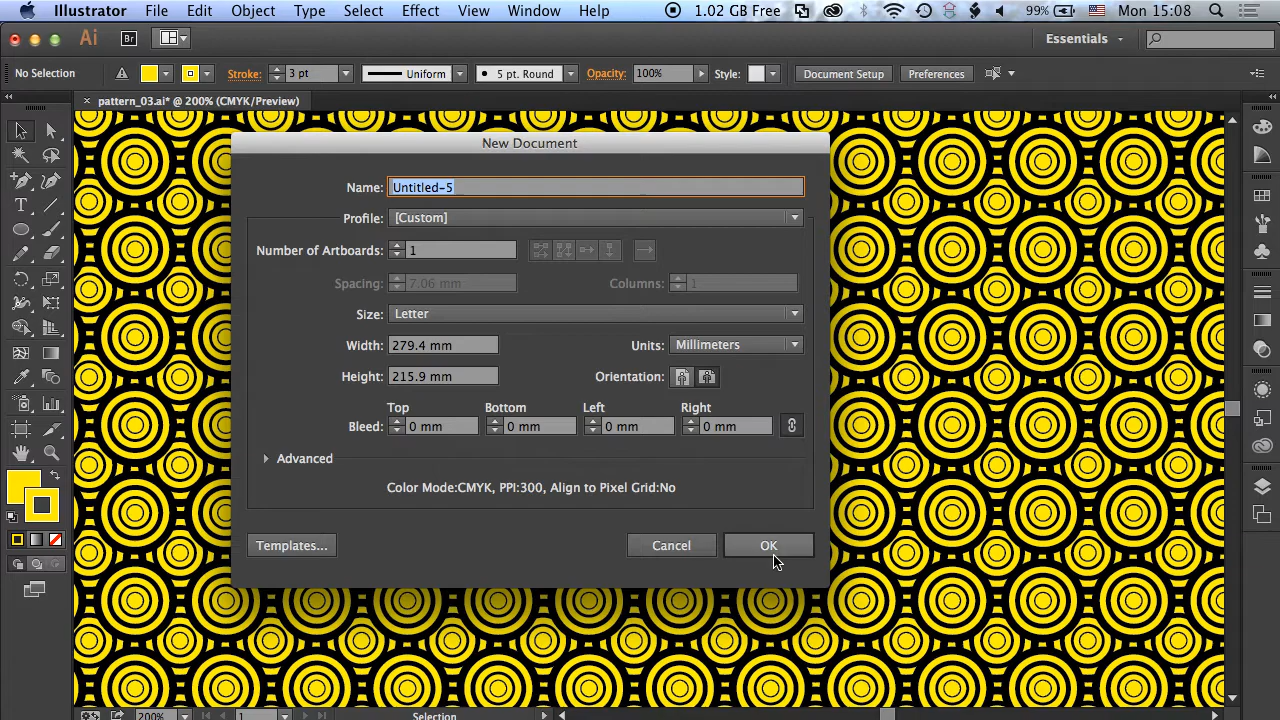 Illustrator File Edit Object Type Select Effect View Window Help 1.02 GB Free 99% Mon 15:08
Ai Br Essentials
No Selection Stroke: 3 pt Uniform 5 pt. Round Opacity: 100% Style: Document Setup Preferences
pattern_03.ai* @ 200% (CMYK/Preview)
New Document
Name: Untitled-5
Profile: [Custom]
Number of Artboards: 1
Spacing: 7.06 mm Columns: 1
Size: Letter
Width: 279.4 mm Units: Millimeters
Height: 215.9 mm Orientation:
Top Bottom Left Right
Bleed: 0 mm 0 mm 0 mm 0 mm
Advanced
Color Mode:CMYK, PPI:300, Align to Pixel Grid:No
Templates... Cancel OK
200% 1 Selection